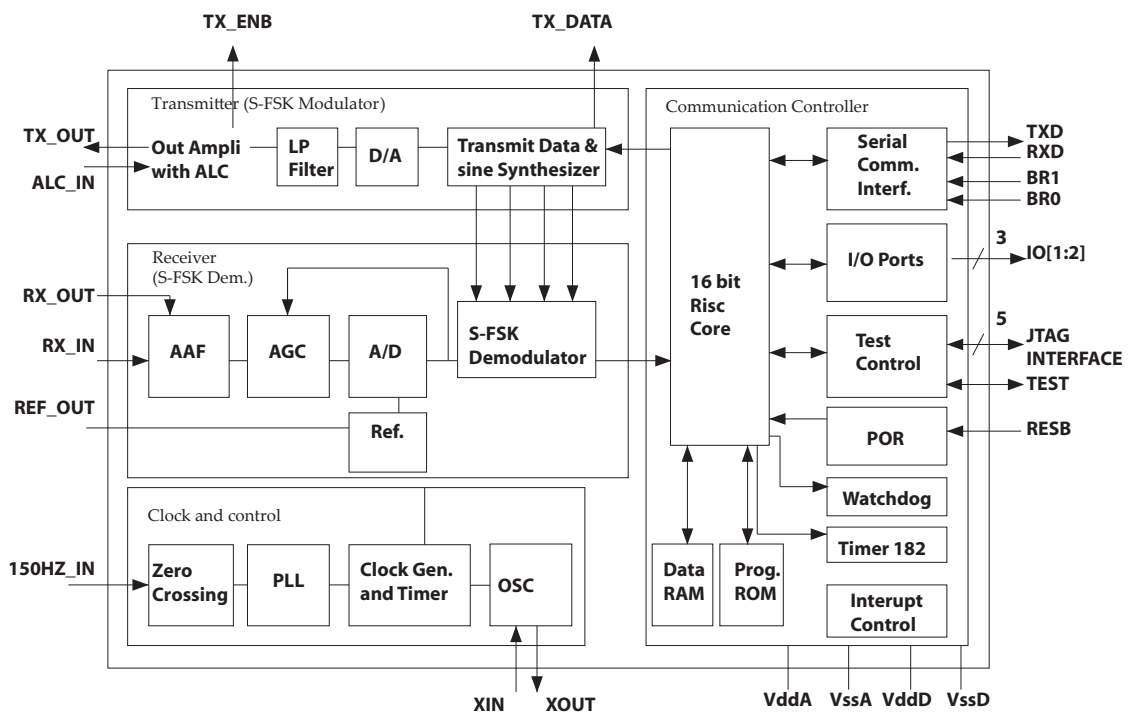 TX_ENB
TX_DATA
Transmitter (S-FSK Modulator)
Communication Controller
TX_OUT
ALC_IN
Out Ampli
with ALC
LP
Filter
D/A
Transmit Data &
sine Synthesizer
Serial
Comm.
Interf.
TXD
RXD
BR1
BR0
Receiver
(S-FSK Dem.)
I/O Ports
3
IO[1:2]
16 bit
Risc
Core
RX_OUT
RX_IN
AAF
AGC
A/D
S-FSK
Demodulator
Test
Control
5
JTAG
INTERFACE
TEST
REF_OUT
Ref.
POR
RESB
Watchdog
Clock and control
Timer 182
150HZ_IN
Zero
Crossing
PLL
Clock Gen.
and Timer
OSC
Data
RAM
Prog.
ROM
Interupt
Control
XIN
XOUT
VddA
VssA
VddD
VssD